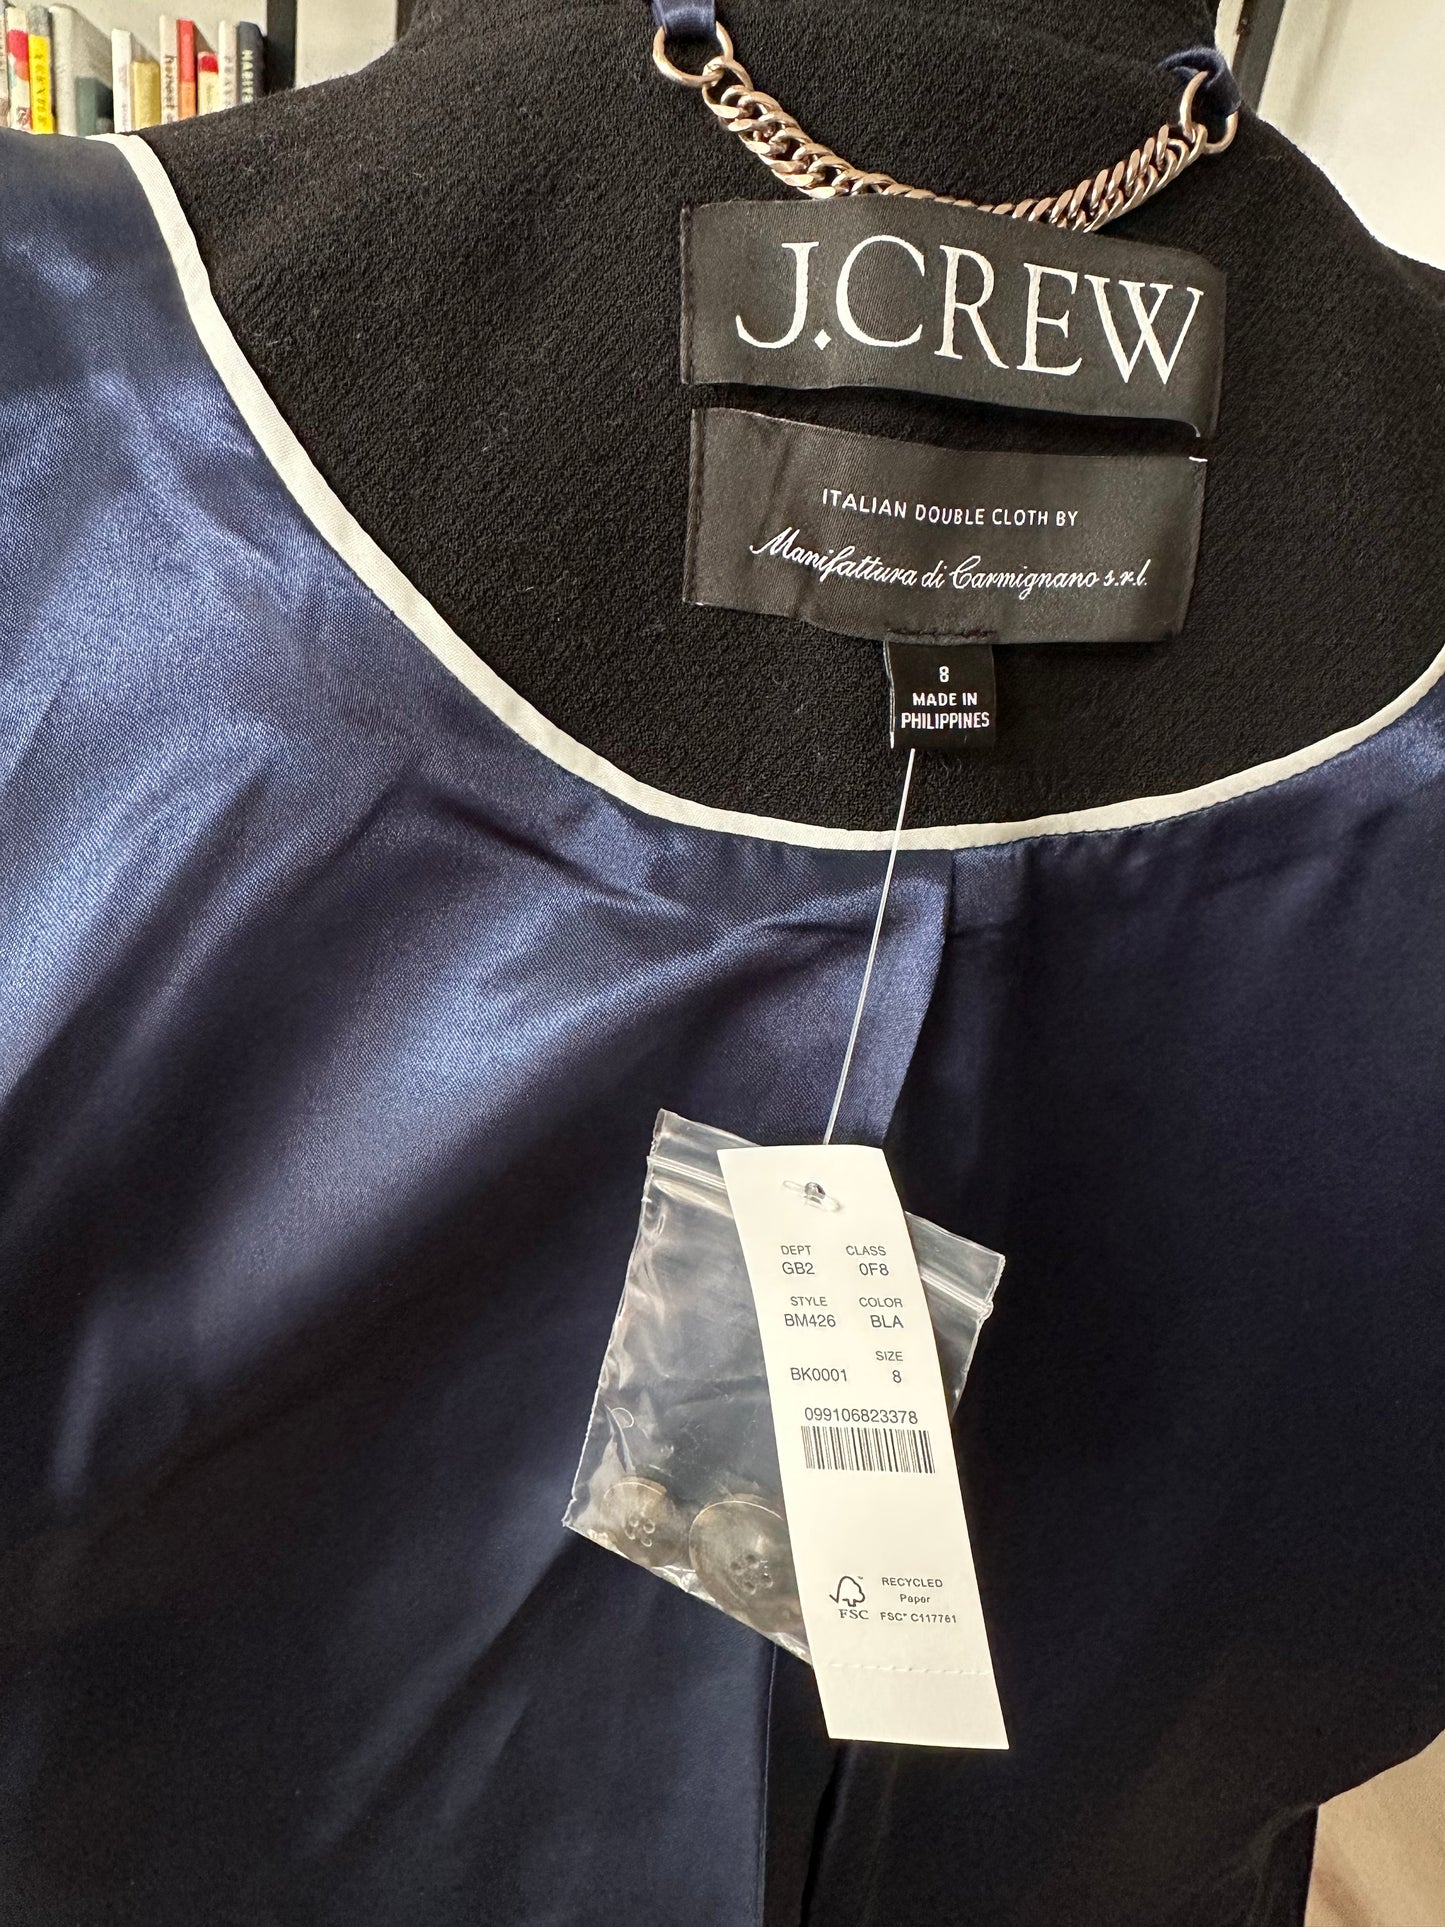 J.CREW
ITALIAN DOUBLE CLOTH BY
Manifattura di Carmignano s.r.l.
8
MADE IN
PHILIPPINES
DEPT CLASS
GB2 0F8
STYLE COLOR
BM426 BLA
SIZE
BK0001 8
099106823378
RECYCLED
Paper
FSC FSC® C117761